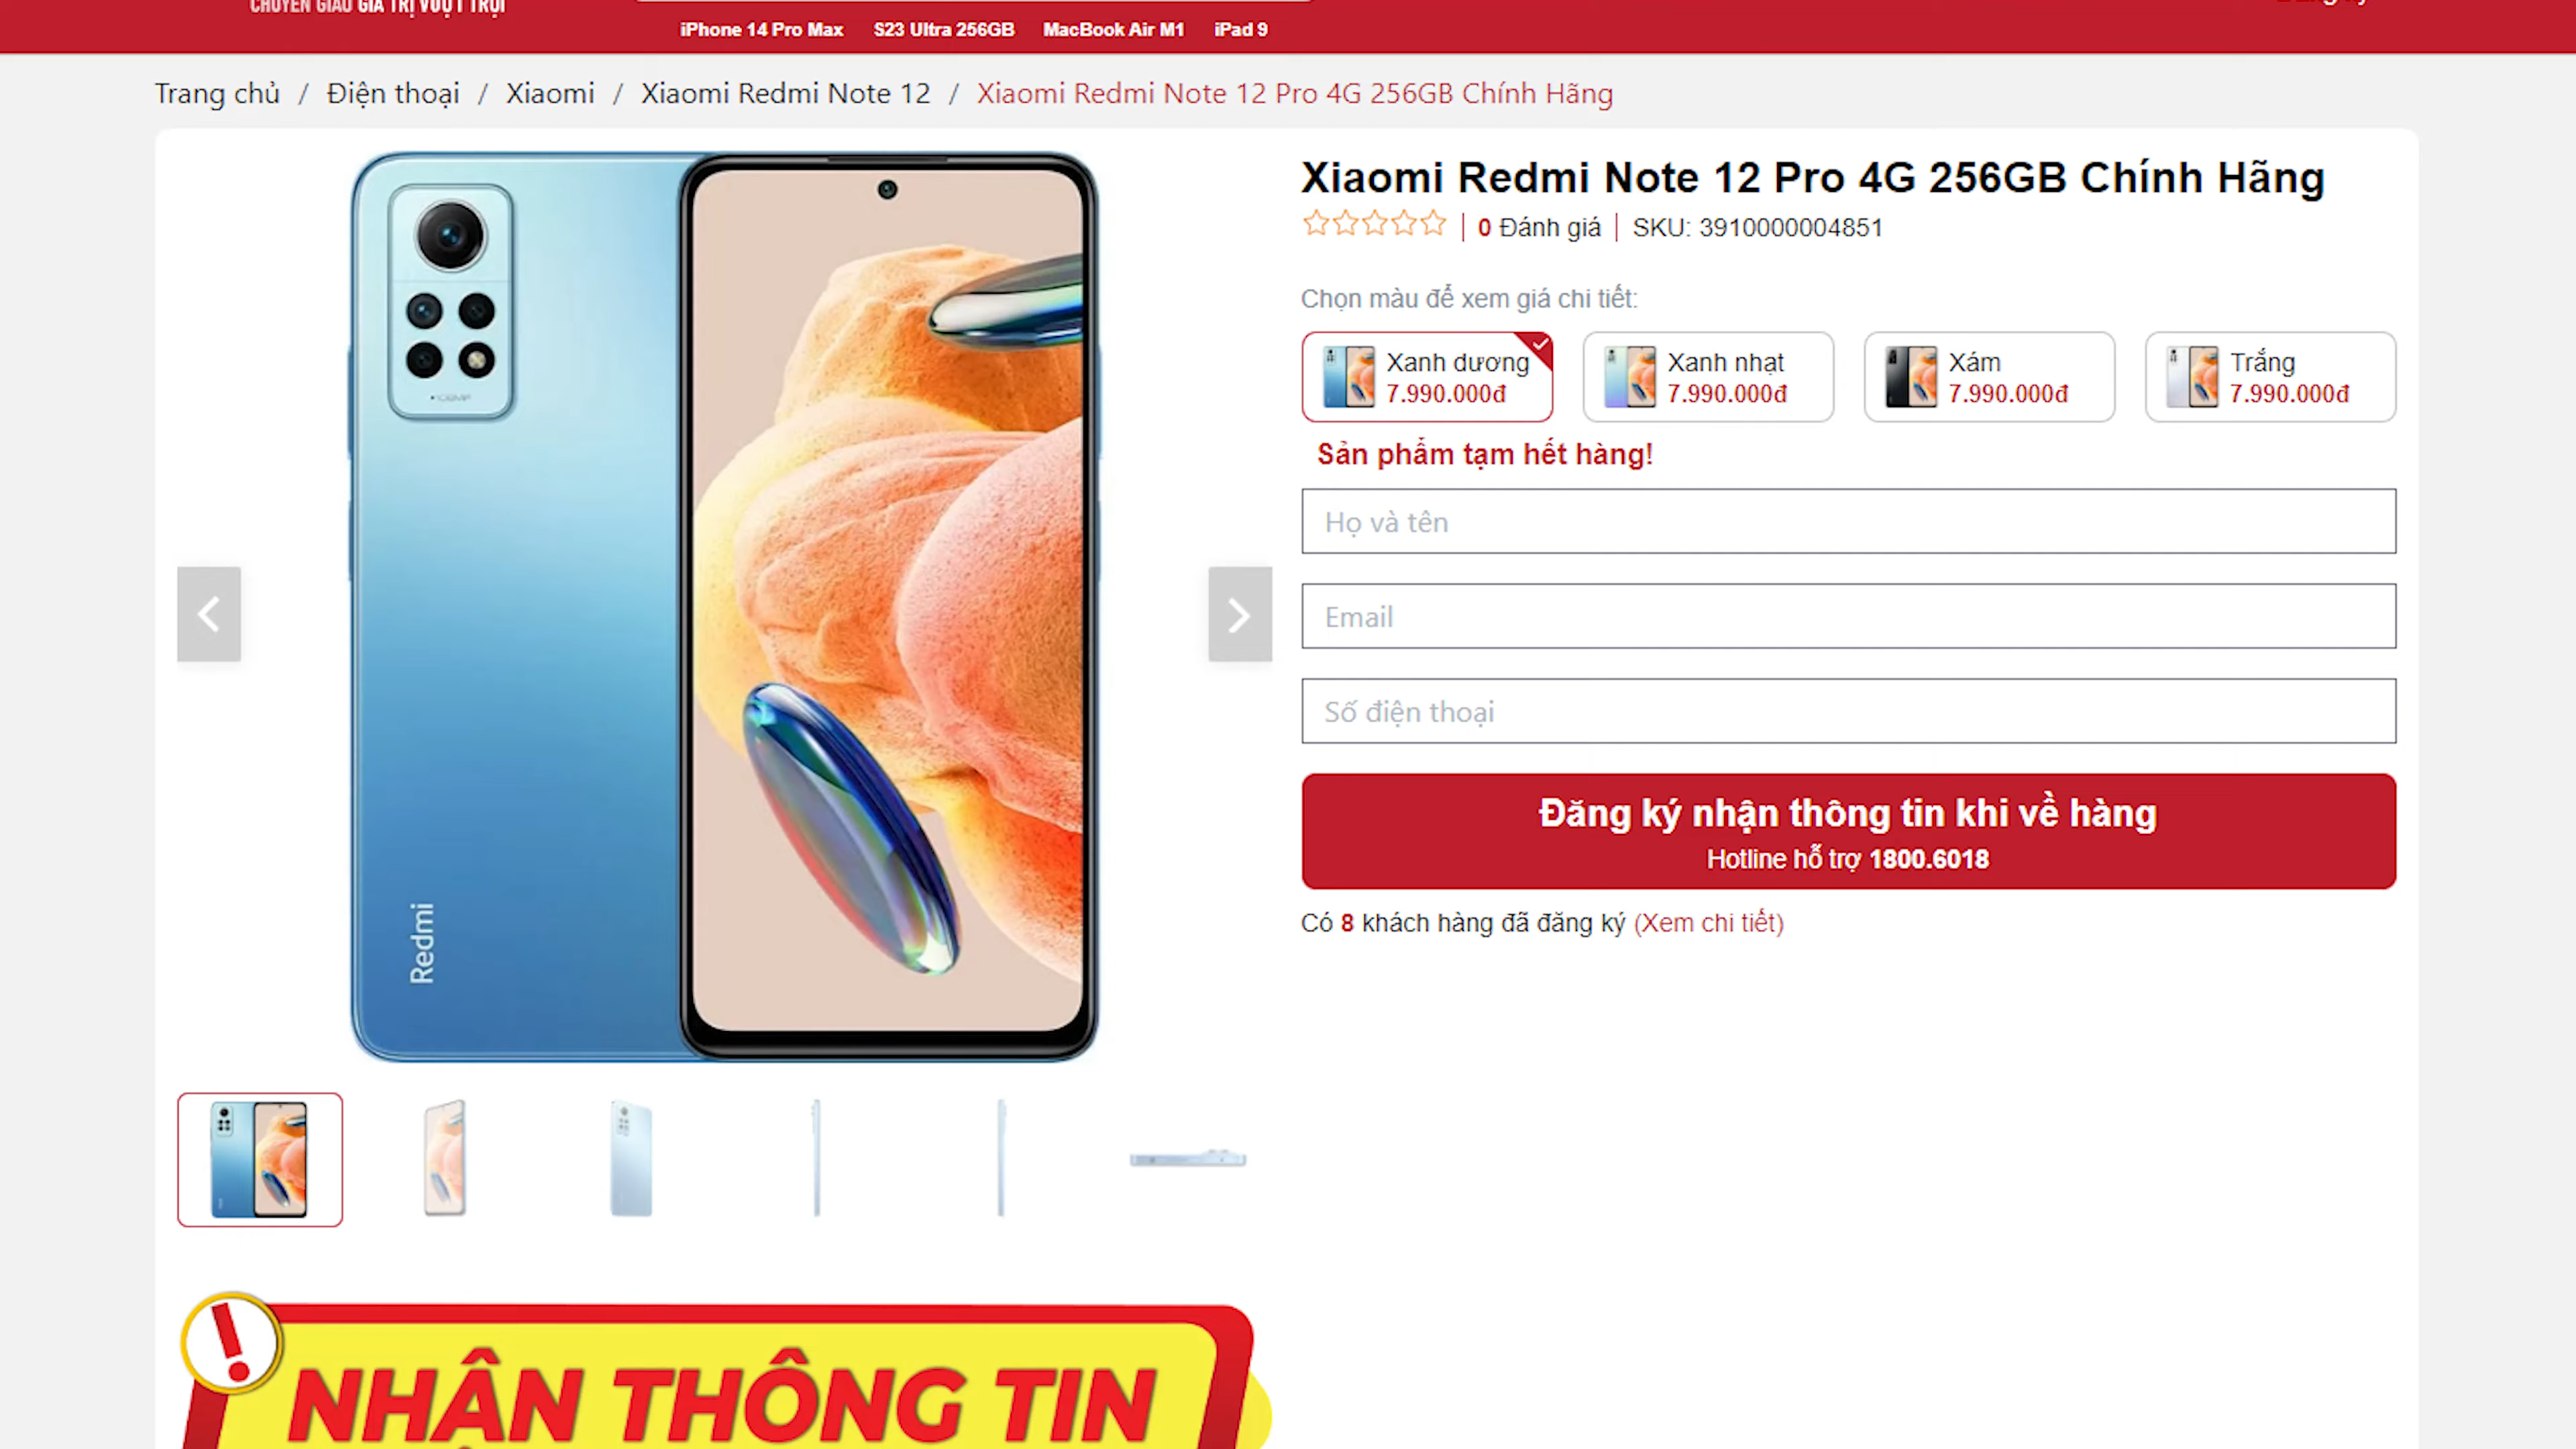 CHUYÊN GIAO GIÁ TRỊ VƯỢT TRỘI
iPhone 14 Pro Max S23 Ultra 256GB MacBook Air M1 iPad 9
Trang chủ / Điện thoại / Xiaomi / Xiaomi Redmi Note 12 / Xiaomi Redmi Note 12 Pro 4G 256GB Chính Hãng
Xiaomi Redmi Note 12 Pro 4G 256GB Chính Hãng
0 Đánh giá SKU: 3910000004851
Chọn màu để xem giá chi tiết:
Xanh dương
7.990.000đ
Xanh nhạt
7.990.000đ
Xám
7.990.000đ
Trắng
7.990.000đ
Sản phẩm tạm hết hàng!
Họ và tên
Email
Số điện thoại
Đăng ký nhận thông tin khi về hàng
Hotline hỗ trợ 1800.6018
Có 8 khách hàng đã đăng ký (Xem chi tiết)
108MP
Redmi
NHẬN THÔNG TIN